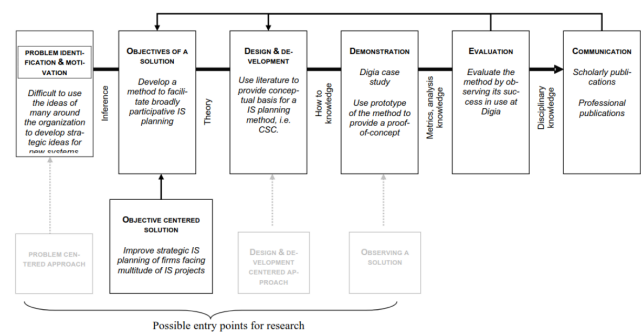 PROBLEM IDENTI-
FICATION & MOTI-
VATION
Difficult to use
the ideas of
many around
the organization
to develop stra-
tegic ideas for
new systems
Inference
OBJECTIVES OF A
SOLUTION
Develop a
method to facili-
tate broadly
participative IS
planning
Theory
DESIGN & DE-
VELOPMENT
Use literature to
provide concep-
tual basis for a
IS planning
method, i.e.
CSC.
How to
knowledge
DEMONSTRATION
Digia case
study
Use prototype
of the method to
provide a proof-
of-concept
Metrics, analysis
knowledge
EVALUATION
Evaluate the
method by ob-
serving its suc-
cess in use at
Digia
Disciplinary
knowledge
COMMUNICATION
Scholarly publi-
cations
Professional
publications
PROBLEM CEN-
TERED APPROACH
OBJECTIVE CENTERED
SOLUTION
Improve strategic IS
planning of firms facing
multitude of IS projects
DESIGN & DE-
VELOPMENT
CENTERED AP-
PROACH
OBSERVING A
SOLUTION
Possible entry points for research